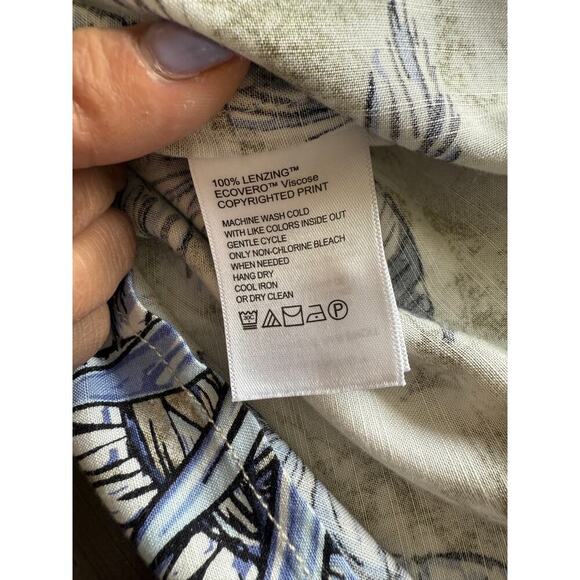 100% LENZING™
ECOVERO™ Viscose
COPYRIGHTED PRINT
MACHINE WASH COLD
WITH LIKE COLORS INSIDE OUT
GENTLE CYCLE
ONLY NON-CHLORINE BLEACH
WHEN NEEDED
HANG DRY
COOL IRON
OR DRY CLEAN
P